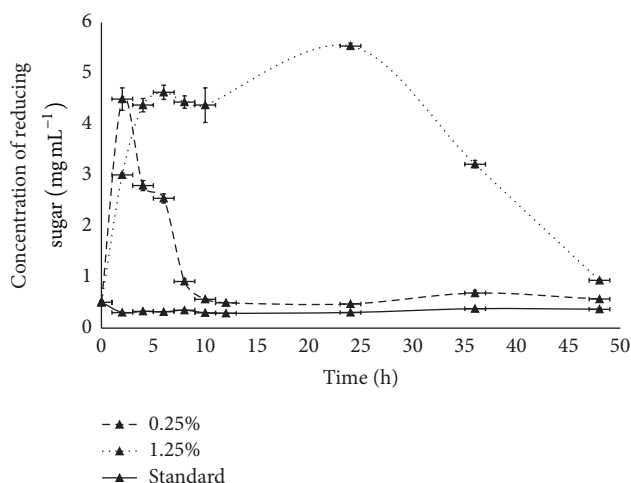 Concentration of reducing
sugar (mg mL⁻¹)
6
5
4
3
2
1
0
0 5 10 15 20 25 30 35 40 45 50
Time (h)
0.25%
1.25%
Standard